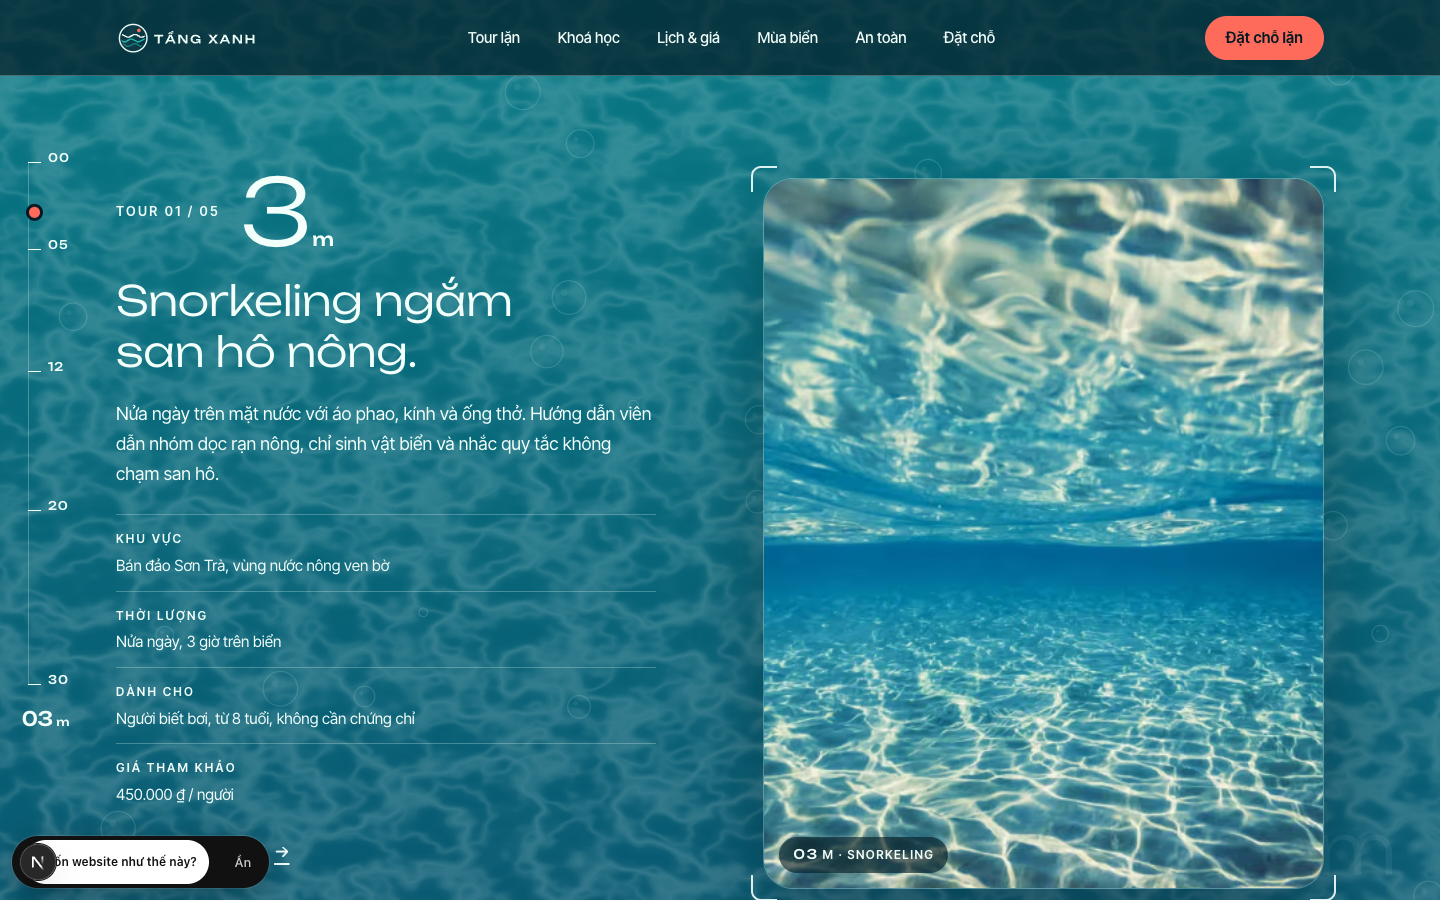 TẦNG XANH
Tour lặn
Khoá học
Lịch & giá
Mùa biển
An toàn
Đặt chỗ
Đặt chỗ lặn
00
05
12
20
30
03 m
TOUR 01 / 05
3 m
Snorkeling ngắm
san hô nông.
Nửa ngày trên mặt nước với áo phao, kính và ống thở. Hướng dẫn viên
dẫn nhóm dọc rạn nông, chỉ sinh vật biển và nhắc quy tắc không
chạm san hô.
KHU VỰC
Bán đảo Sơn Trà, vùng nước nông ven bờ
THỜI LƯỢNG
Nửa ngày, 3 giờ trên biển
DÀNH CHO
Người biết bơi, từ 8 tuổi, không cần chứng chỉ
GIÁ THAM KHẢO
450.000 ₫ / người
03 M · SNORKELING
N
website như thế này?
Ẩn
→
m